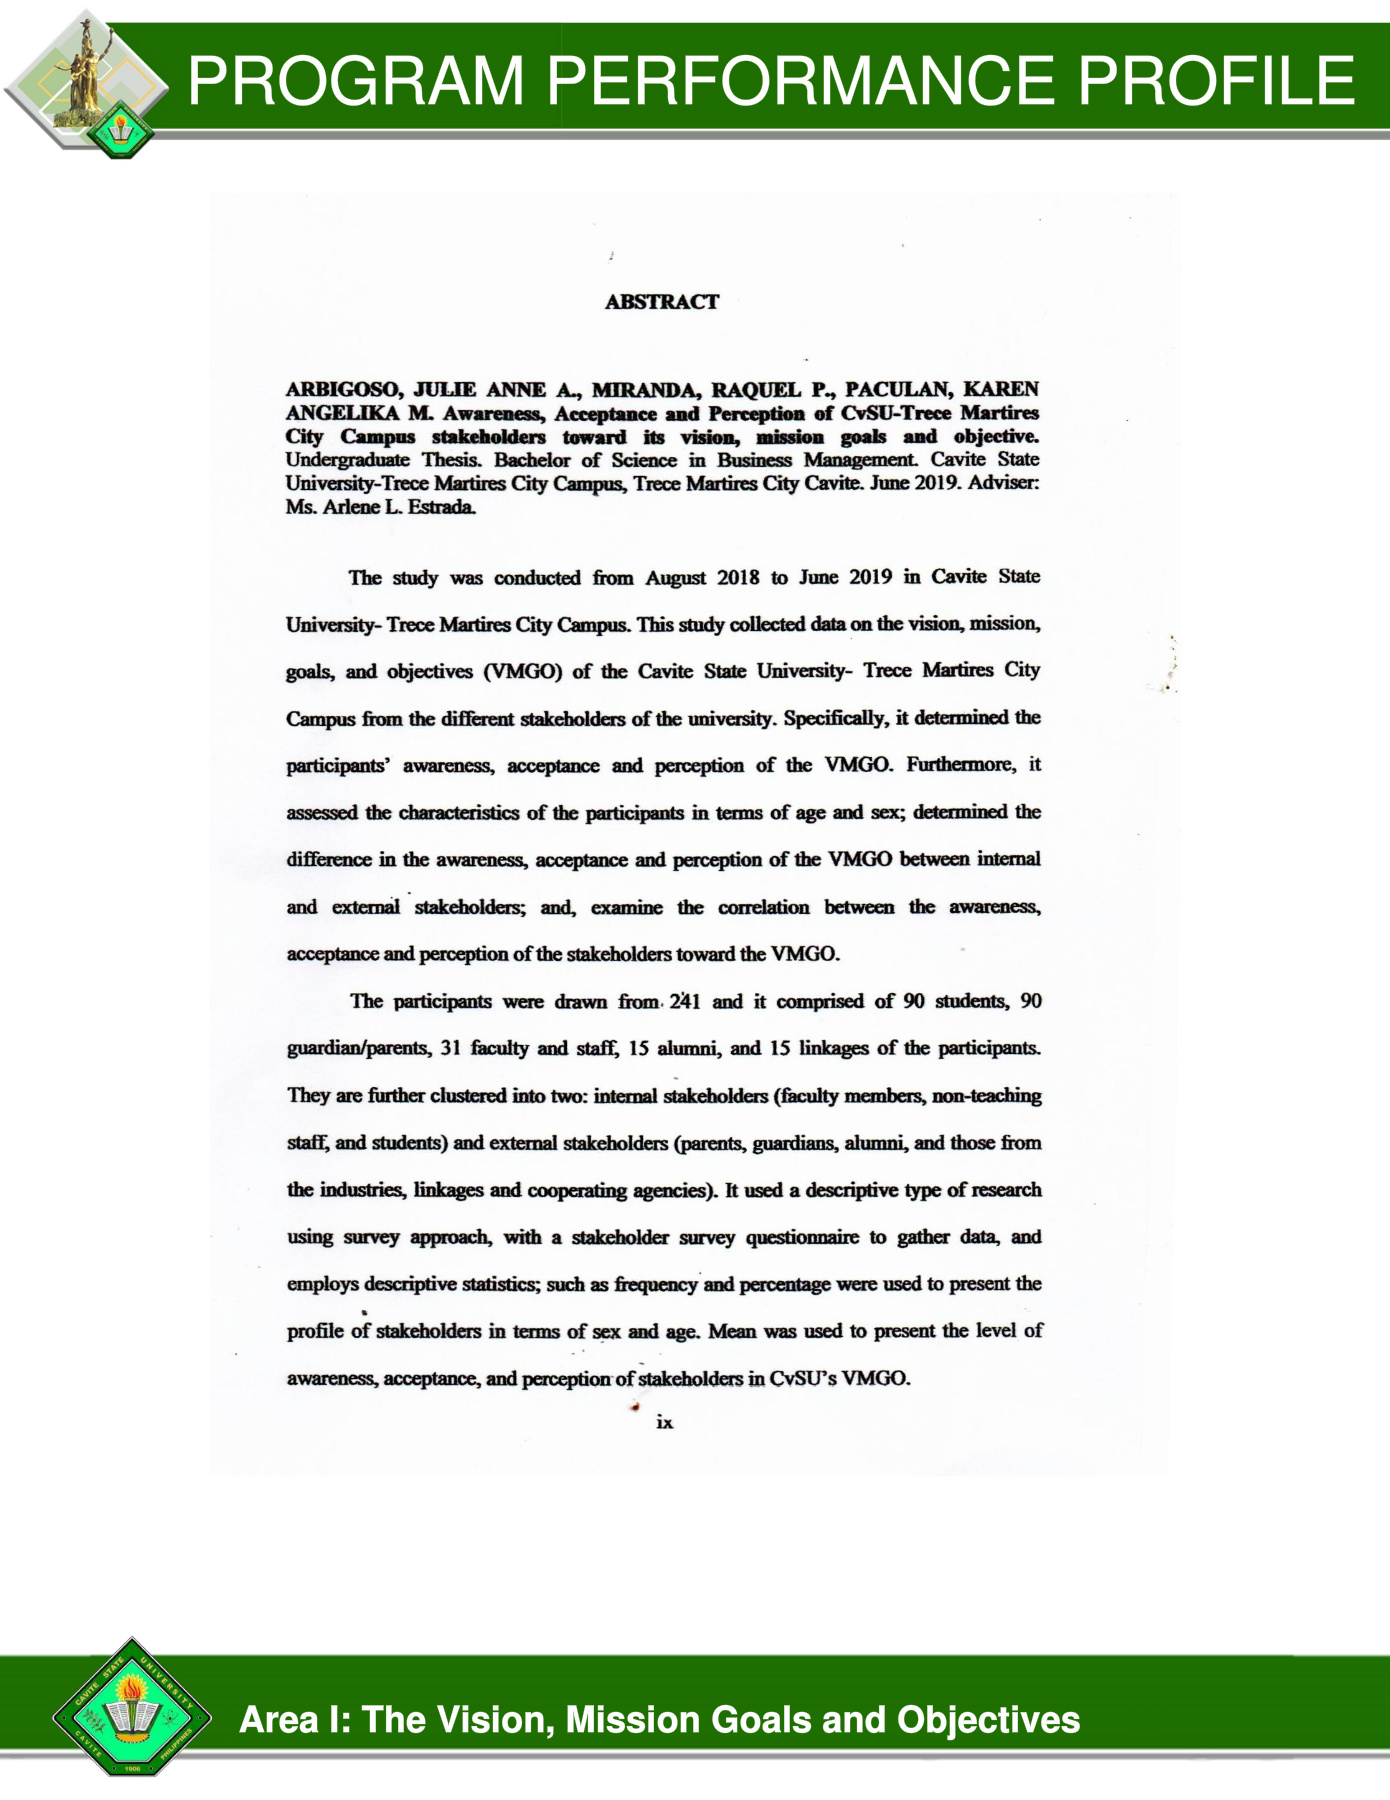 PROGRAM PERFORMANCE PROFILE
ABSTRACT
ARBIGOSO, JULIE ANNE A., MIRANDA, RAQUEL P., PACULAN, KAREN
ANGELIKA M. Awareness, Acceptance and Perception of CvSU-Trece Martires
City Campus stakeholders toward its vision, mission goals and objective.
Undergraduate Thesis. Bachelor of Science in Business Management. Cavite State
University-Trece Martires City Campus, Trece Martires City Cavite. June 2019. Adviser:
Ms. Arlene L. Estrada.
The study was conducted from August 2018 to June 2019 in Cavite State
University- Trece Martires City Campus. This study collected data on the vision, mission,
goals, and objectives (VMGO) of the Cavite State University- Trece Martires City
Campus from the different stakeholders of the university. Specifically, it determined the
participants’ awareness, acceptance and perception of the VMGO. Furthermore, it
assessed the characteristics of the participants in terms of age and sex; determined the
difference in the awareness, acceptance and perception of the VMGO between internal
and external stakeholders; and, examine the correlation between the awareness,
acceptance and perception of the stakeholders toward the VMGO.
The participants were drawn from 241 and it comprised of 90 students, 90
guardian/parents, 31 faculty and staff, 15 alumni, and 15 linkages of the participants.
They are further clustered into two: internal stakeholders (faculty members, non-teaching
staff, and students) and external stakeholders (parents, guardians, alumni, and those from
the industries, linkages and cooperating agencies). It used a descriptive type of research
using survey approach, with a stakeholder survey questionnaire to gather data, and
employs descriptive statistics; such as frequency and percentage were used to present the
profile of stakeholders in terms of sex and age. Mean was used to present the level of
awareness, acceptance, and perception of stakeholders in CvSU’s VMGO.
ix
CAVITE STATE UNIVERSITY
CAVITE PHILIPPINES
1906
Area I: The Vision, Mission Goals and Objectives